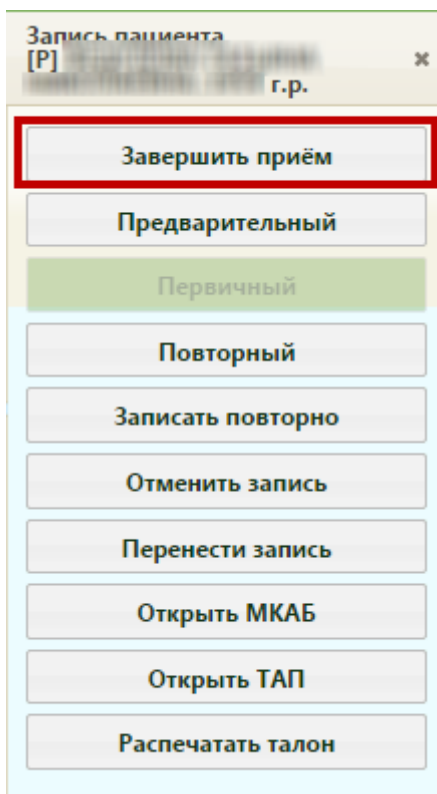 Запись пациента
[Р]
г.р.
Завершить приём
Предварительный
Первичный
Повторный
Записать повторно
Отменить запись
Перенести запись
Открыть МКАБ
Открыть ТАП
Распечатать талон